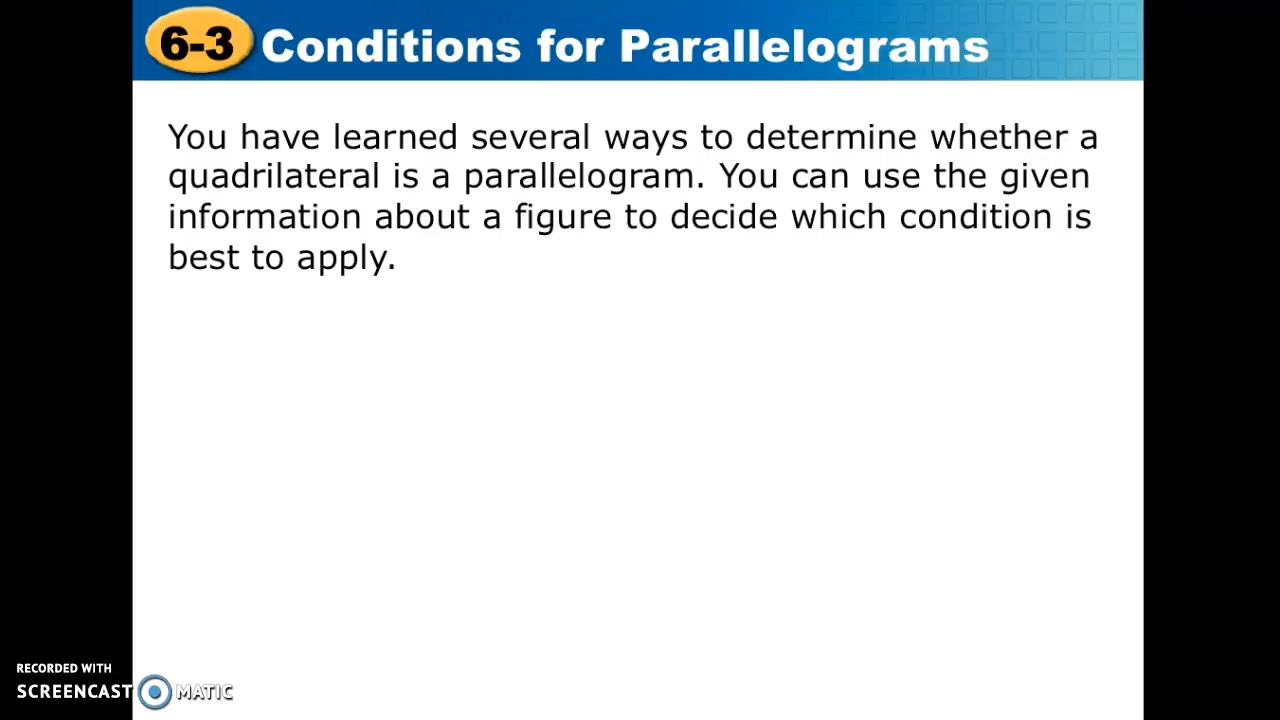 6-3 Conditions for Parallelograms
You have learned several ways to determine whether a
quadrilateral is a parallelogram. You can use the given
information about a figure to decide which condition is
best to apply.
RECORDED WITH
SCREENCAST MATIC